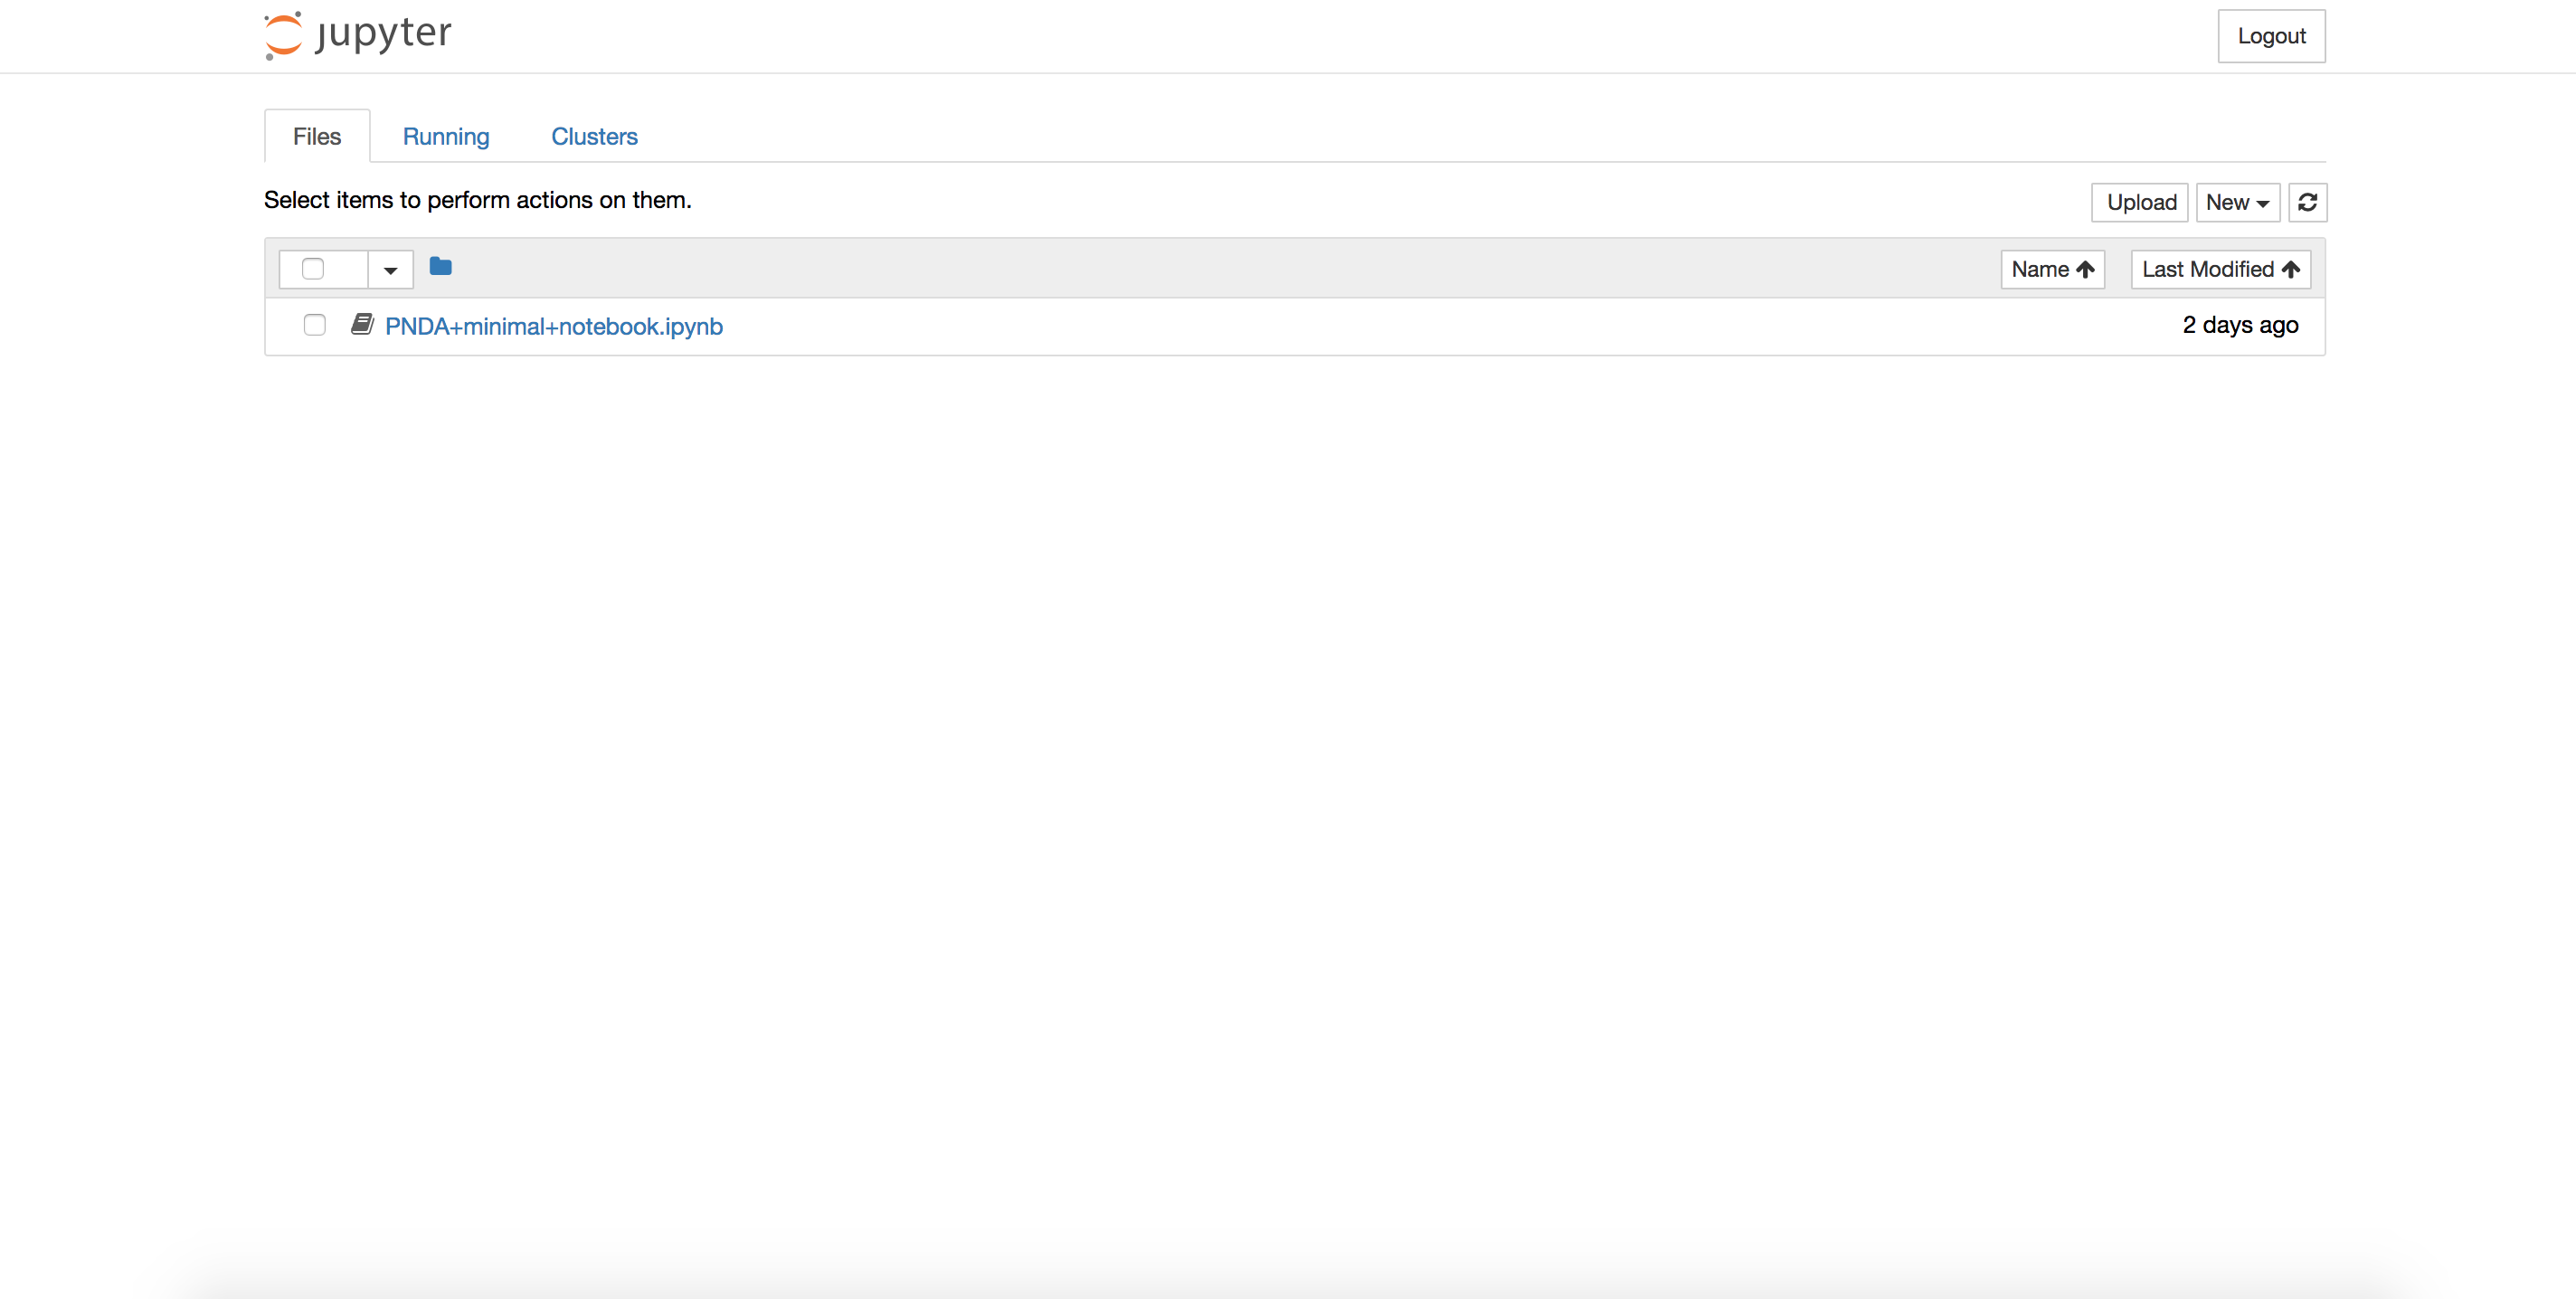 jupyter
Logout
Files Running Clusters
Select items to perform actions on them.
Upload New
Name Last Modified
PNDA+minimal+notebook.ipynb 2 days ago